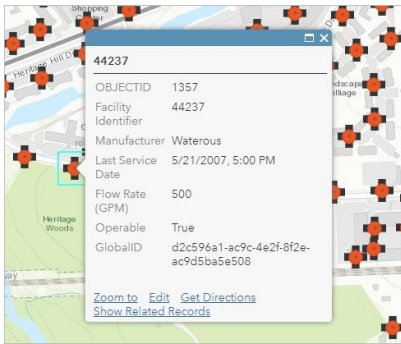 Shopping
Heritage Hill Dr
44237
OBJECTID 1357
Facility Identifier 44237
Manufacturer Waterous
Last Service Date 5/21/2007, 5:00 PM
Flow Rate (GPM) 500
Operable True
GlobalID d2c596a1-ac9c-4e2f-8f2e-
ac9d5ba5e508
Heritage
Woods
Zoom to Edit Get Directions
Show Related Records